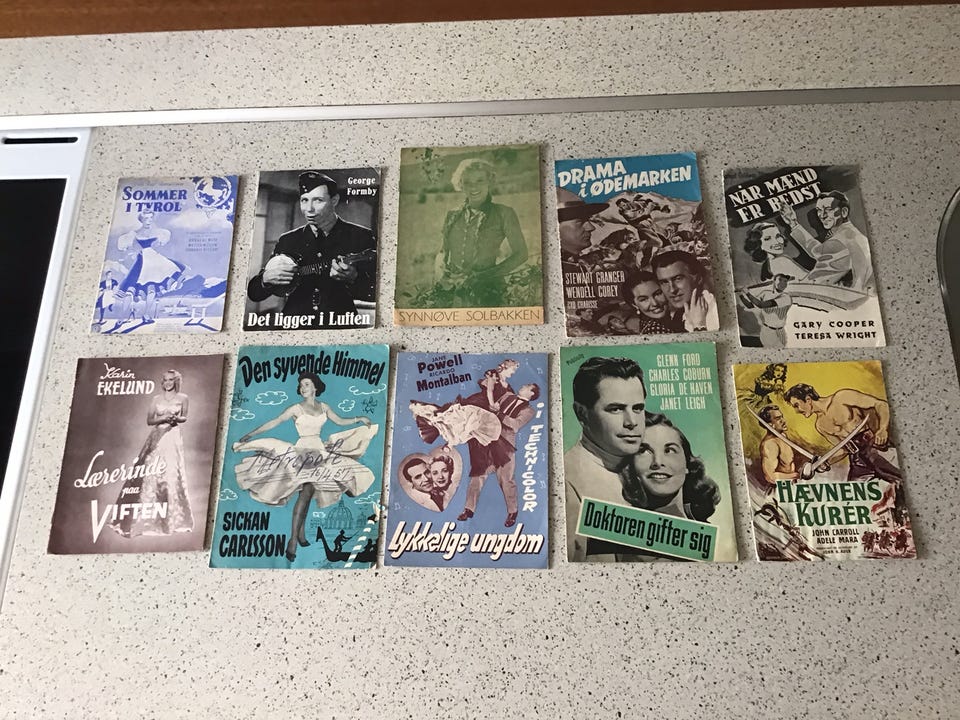 SOMMER
I TYROL
George
Formby
Det ligger i Luften
SYNNØVE SOLBAKKEN
DRAMA
i ØDEMARKEN
STEWART GRANGER
WENDELL COREY
CYD CHARISSE
NÅR MÆND
ER BEDST
GARY COOPER
TERESA WRIGHT
Karin
EKELUND
Lærerinde
paa
VIFTEN
Den syvende Himmel
Metropole
SICKAN
CARLSSON
JANE
Powell
RICARDO
Montalban
i TECHNICOLOR
Lykkelige ungdom
GLENN FORD
CHARLES COBURN
GLORIA DE HAVEN
JANET LEIGH
Doktoren gifter sig
HÆVNENS
KURÉR
JOHN CARROLL
ADELE MARA